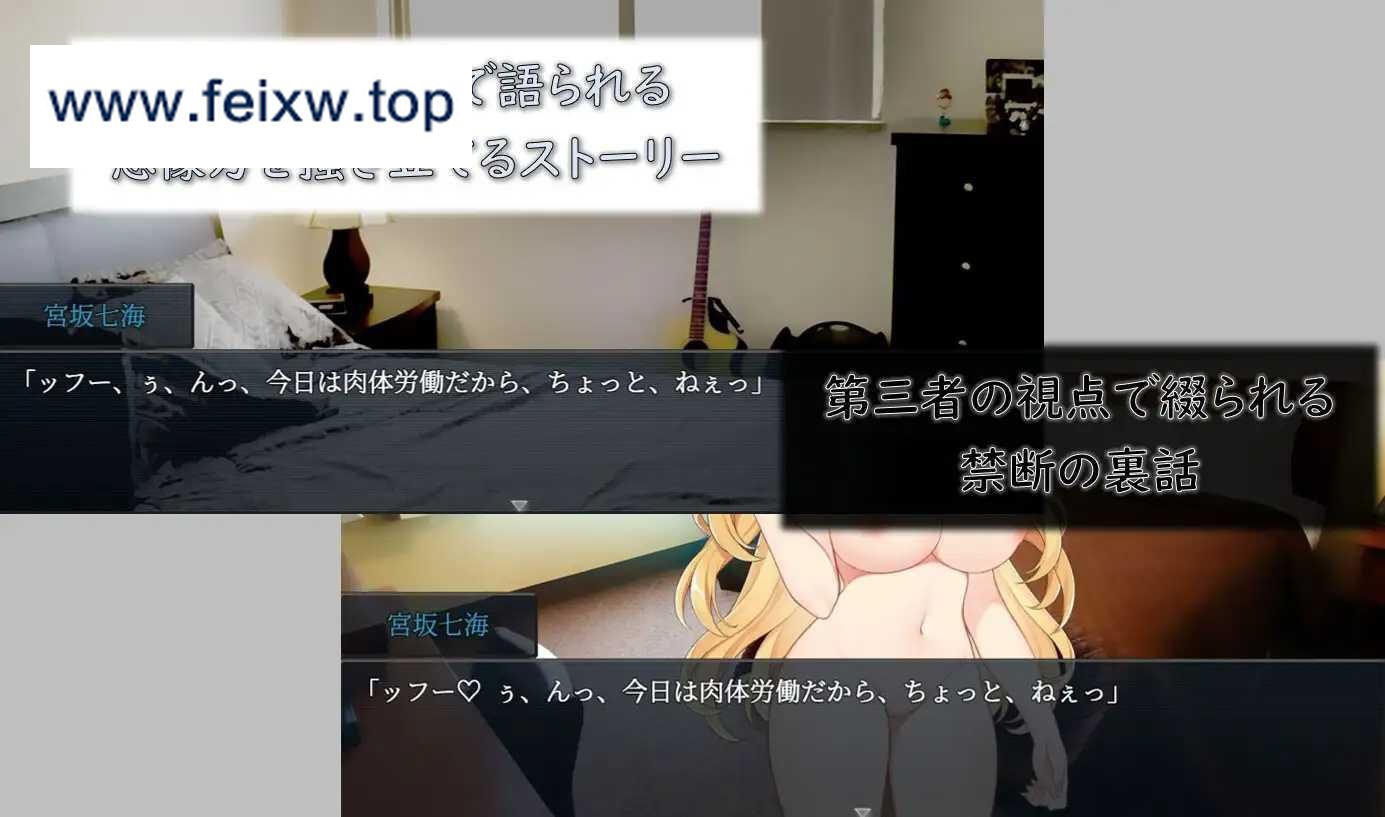 www.feixw.top
で語られる
てるストーリー
宮坂七海
「ッフー、ぅ、んっ、今日は肉体労働だから、ちょっと、ねぇっ」
第三者の視点で綴られる
禁断の裏話
宮坂七海
「ッフー♡ ぅ、んっ、今日は肉体労働だから、ちょっと、ねぇっ」